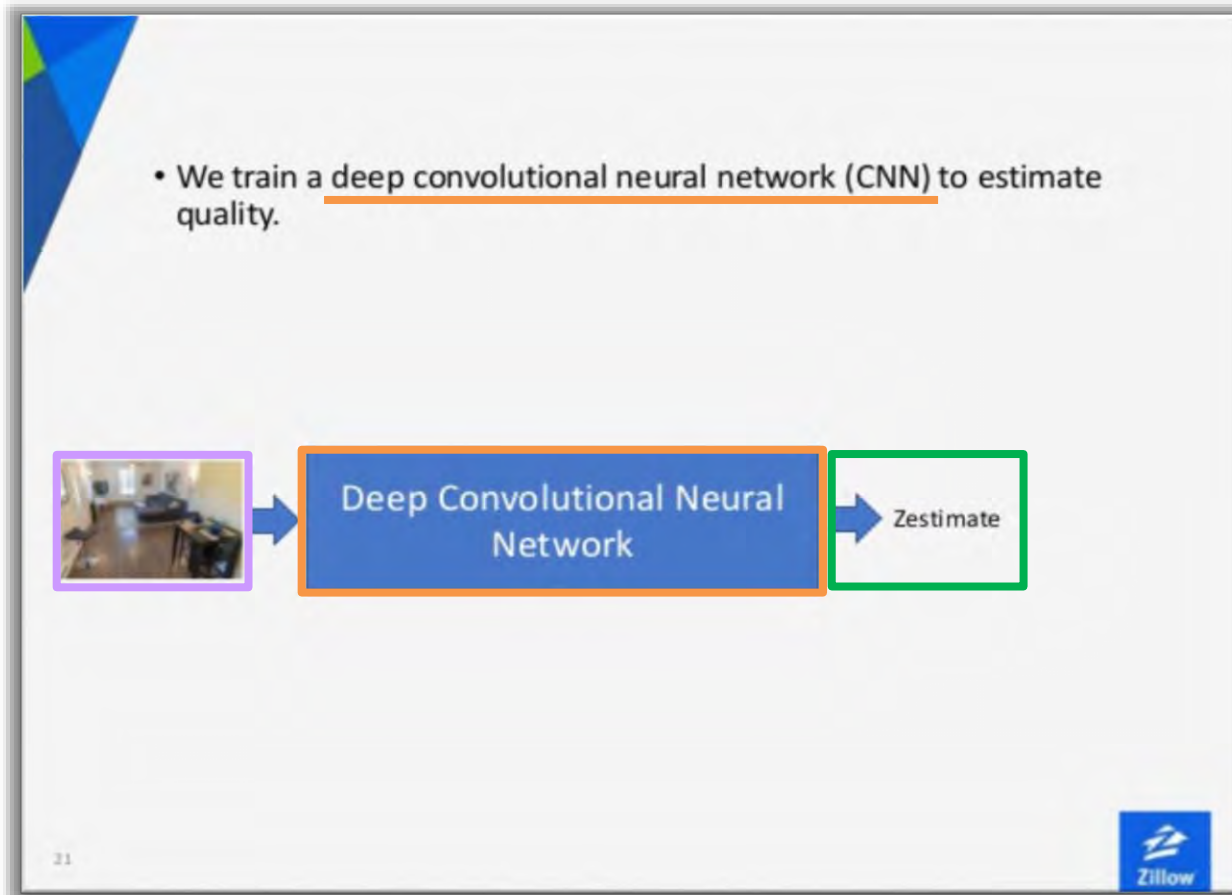 • We train a deep convolutional neural network (CNN) to estimate
quality.
Deep Convolutional Neural
Network
Zestimate
21
Zillow